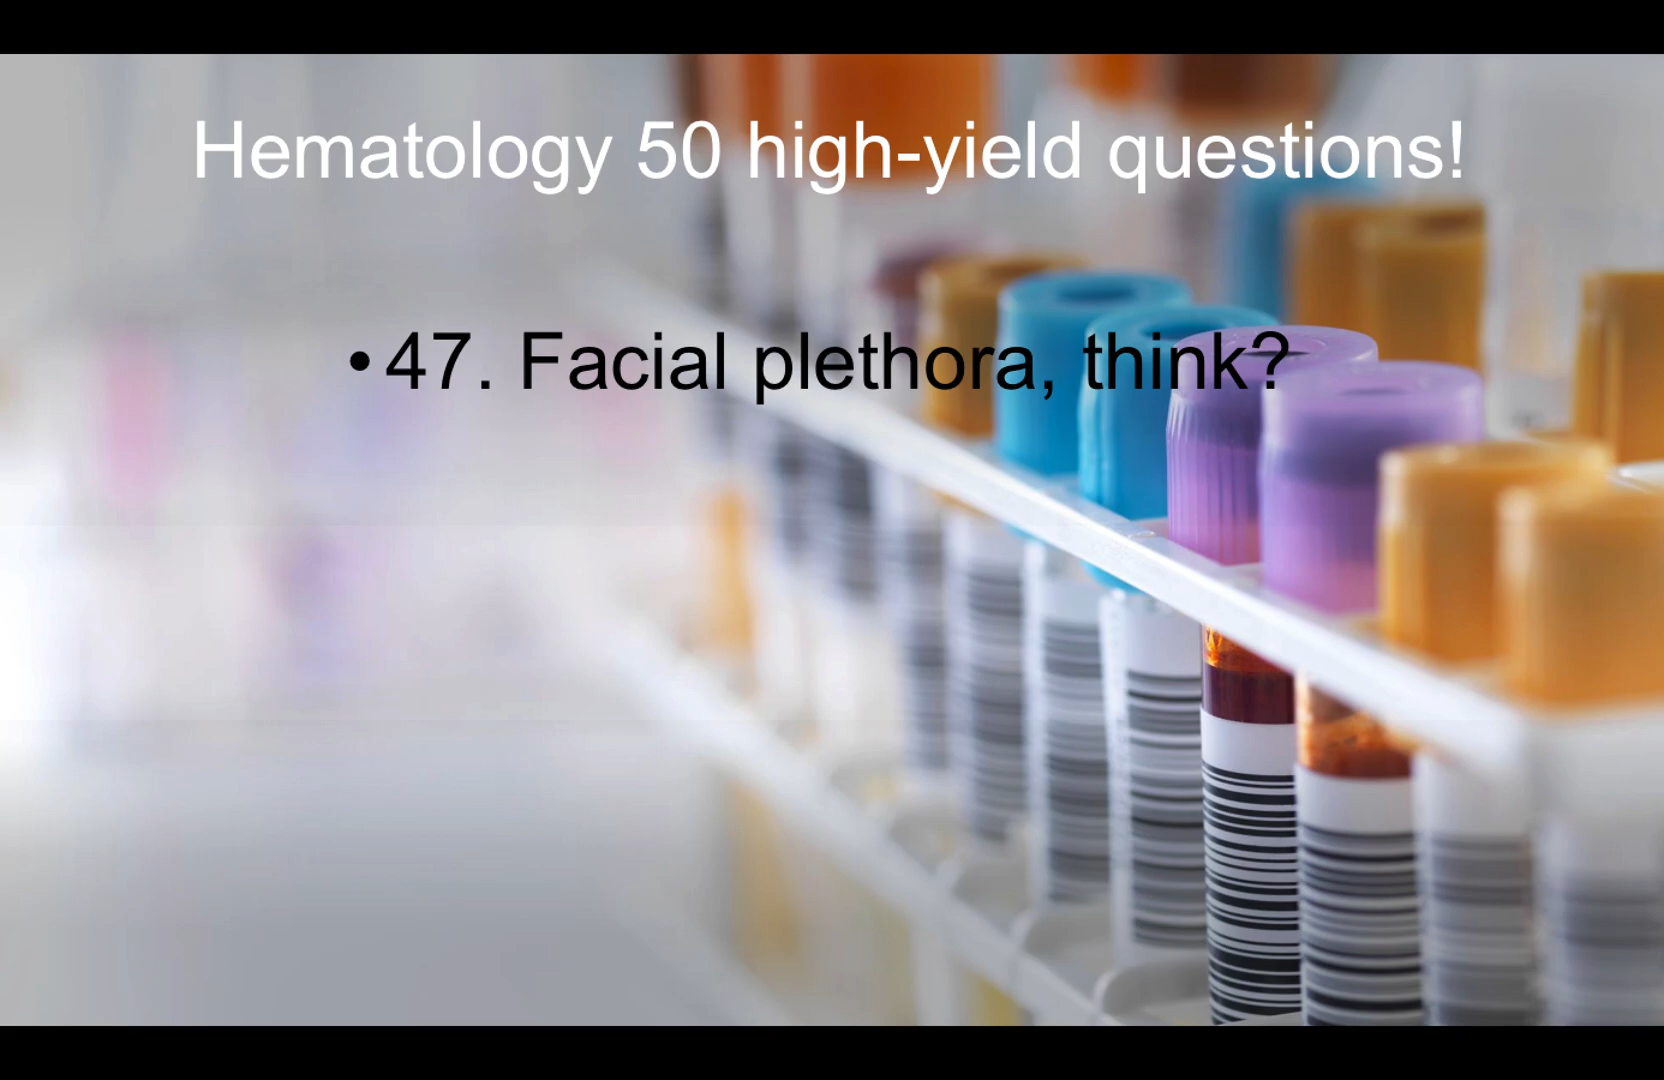 Hematology 50 high-yield questions!
•47. Facial plethora, think?